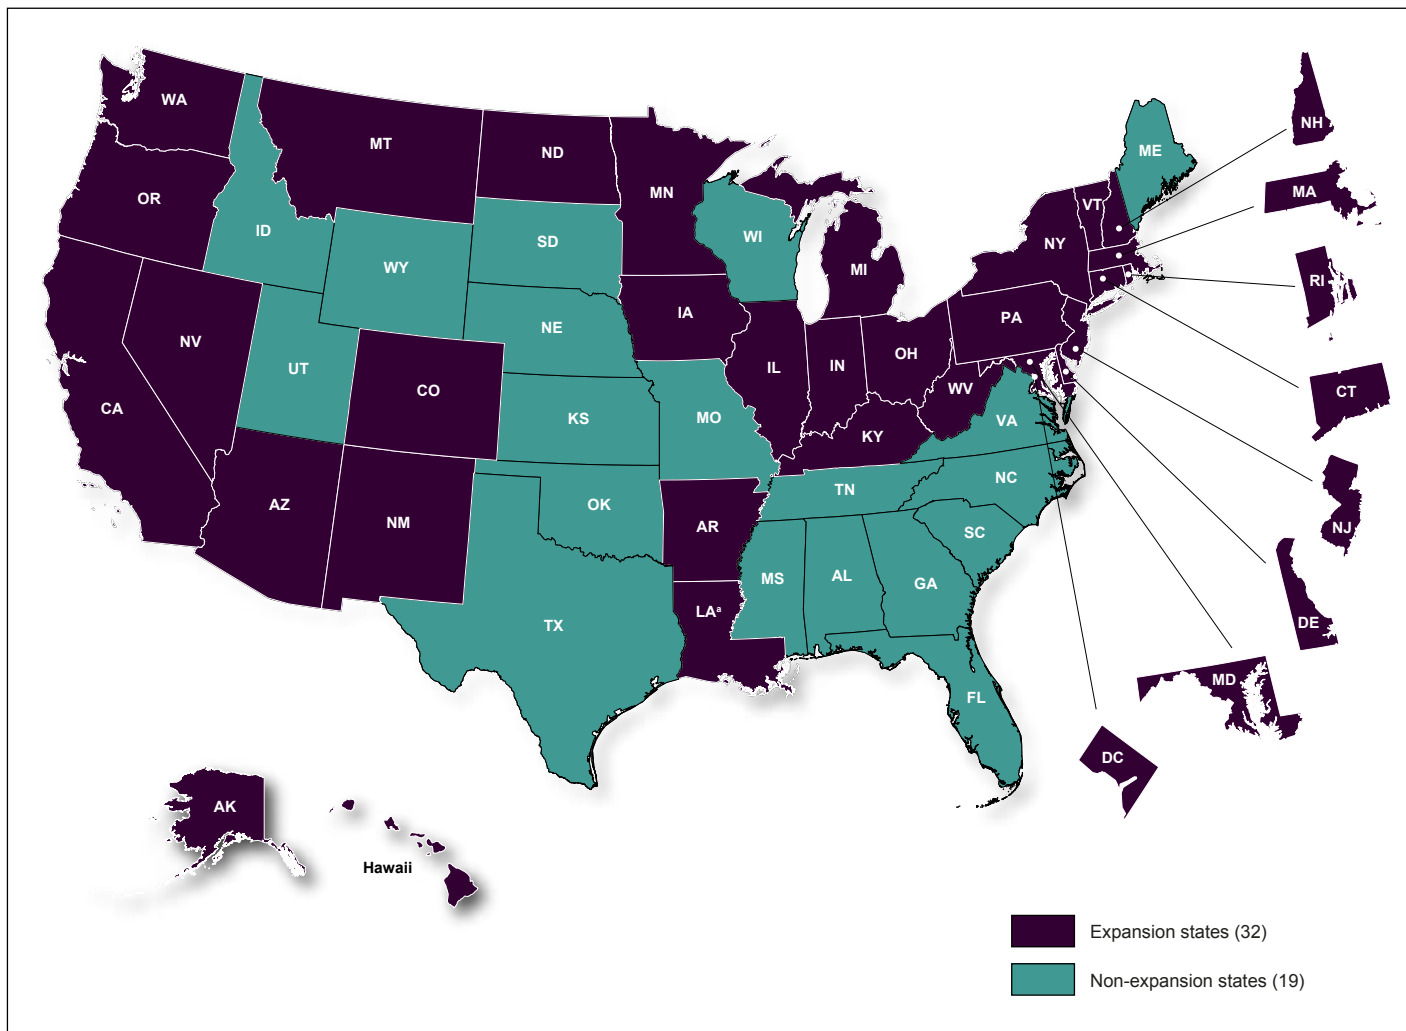 WA
MT
ND
MN
OR
ID
SD
WI
WY
MI
ME
VT
NH
MA
NY
RI
NV
NE
IA
PA
UT
CO
IL
IN
OH
CA
KS
MO
WV
VA
CT
KY
AZ
NM
OK
TN
NC
AR
SC
NJ
TX
LAᵃ
MS
AL
GA
DE
FL
MD
DC
AK
Hawaii
Expansion states (32)
Non-expansion states (19)